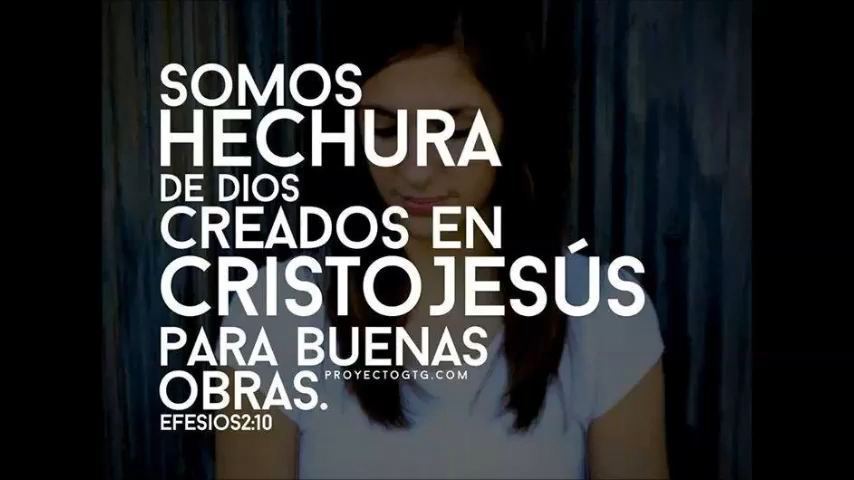 SOMOS
HECHURA
DE DIOS
CREADOS EN
CRISTO JESÚS
PARA BUENAS
PROYECTOGTG.COM
OBRAS.
EFESIOS2:10